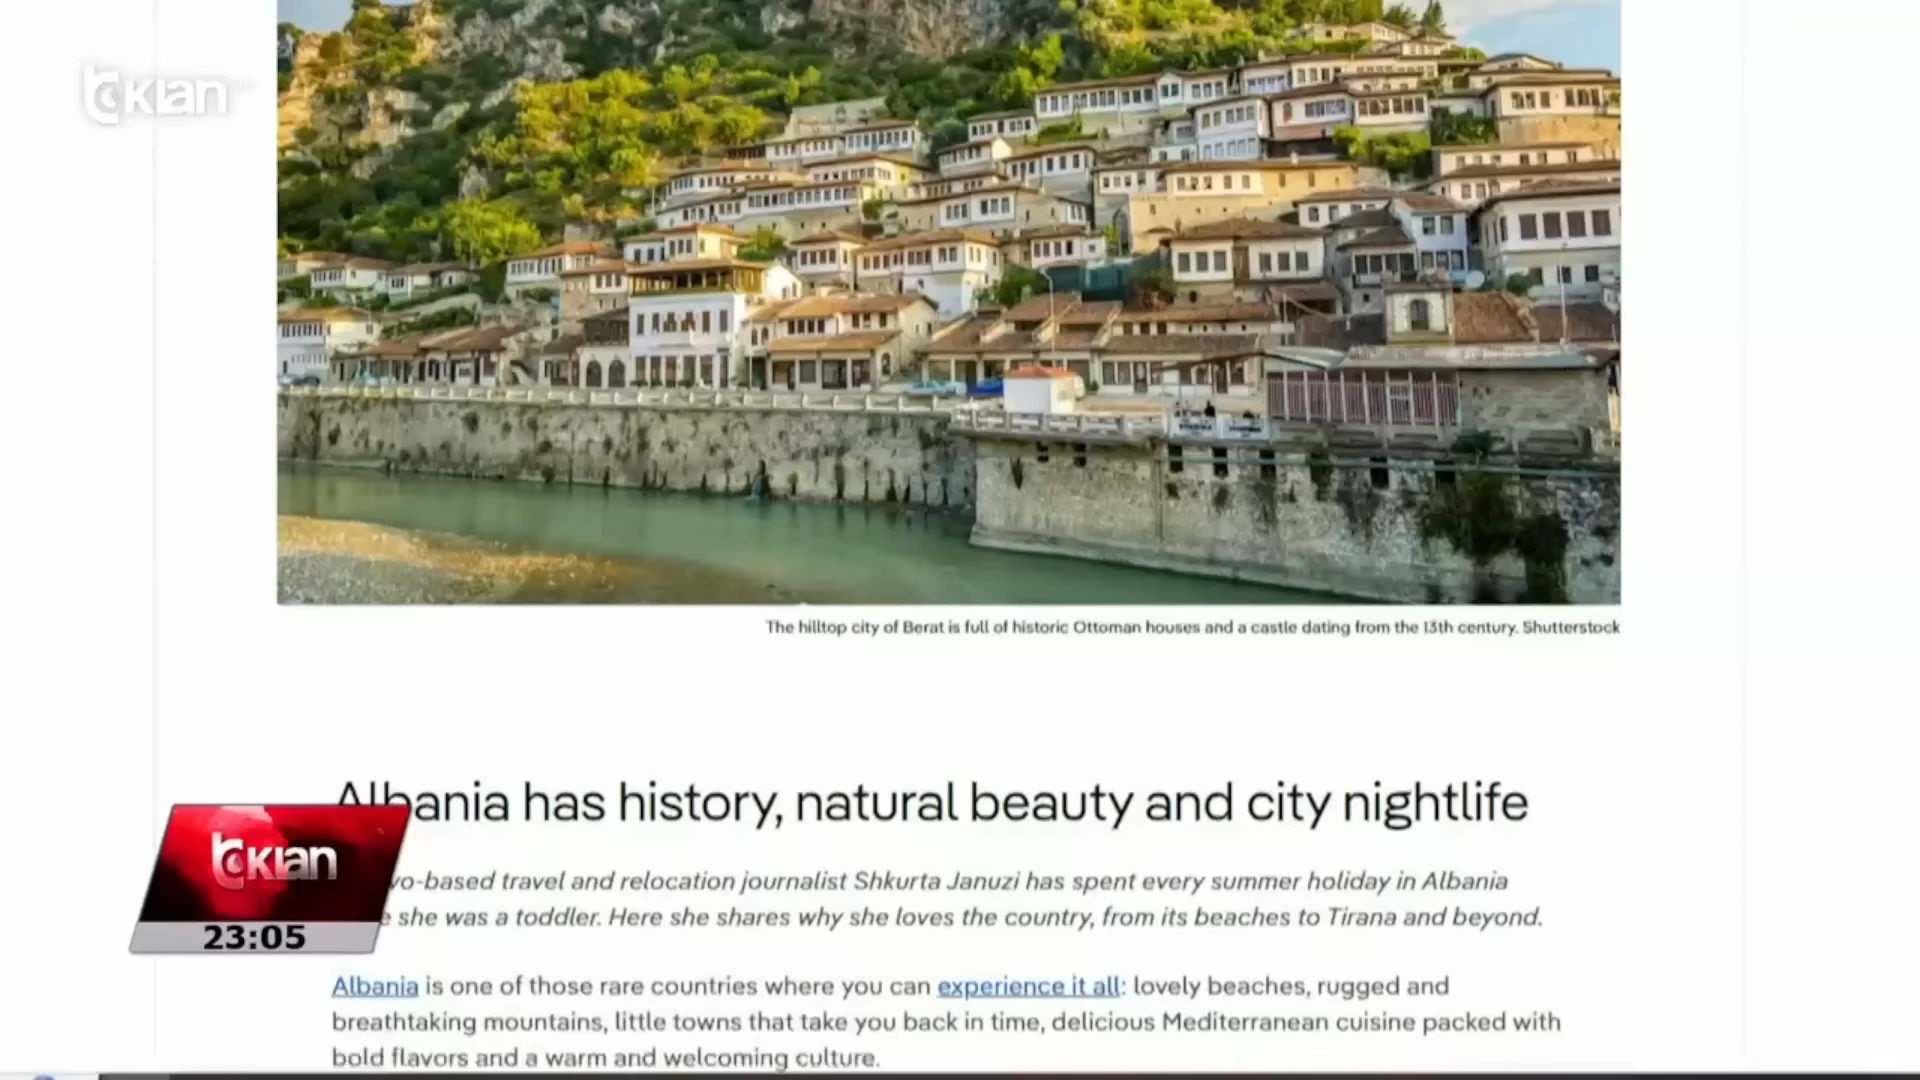 klan
The hilltop city of Berat is full of historic Ottoman houses and a castle dating from the 13th century. Shutterstock
Albania has history, natural beauty and city nightlife
vo-based travel and relocation journalist Shkurta Januzi has spent every summer holiday in Albania
e she was a toddler. Here she shares why she loves the country, from its beaches to Tirana and beyond.
Albania is one of those rare countries where you can experience it all: lovely beaches, rugged and
breathtaking mountains, little towns that take you back in time, delicious Mediterranean cuisine packed with
bold flavors and a warm and welcoming culture.
klan
23:05